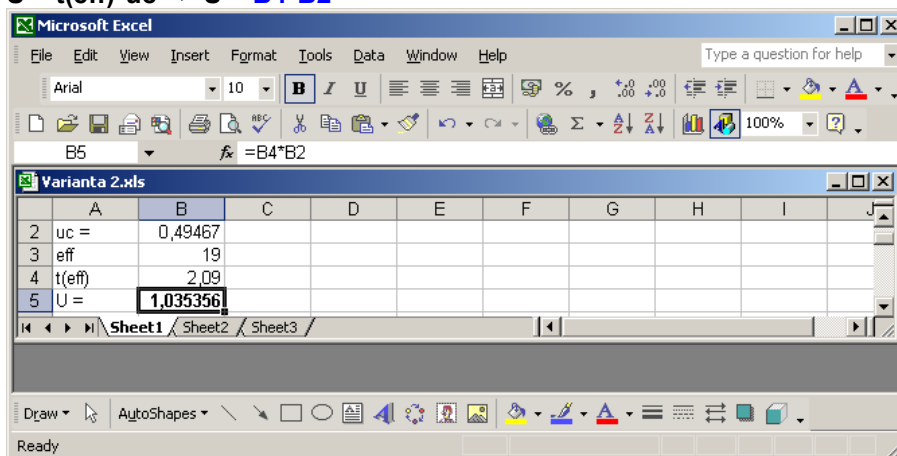 Microsoft Excel
File Edit View Insert Format Tools Data Window Help Type a question for help
Arial 10 B I U % , ,00
ABC Σ A Z Z A 100% ?
B5 fx =B4*B2
Varianta 2.xls
A B C D E F G H I J
2 uc = 0,49467
3 eff 19
4 t(eff) 2,09
5 U = 1,035356
Sheet1 Sheet2 Sheet3
Draw AutoShapes A A
Ready